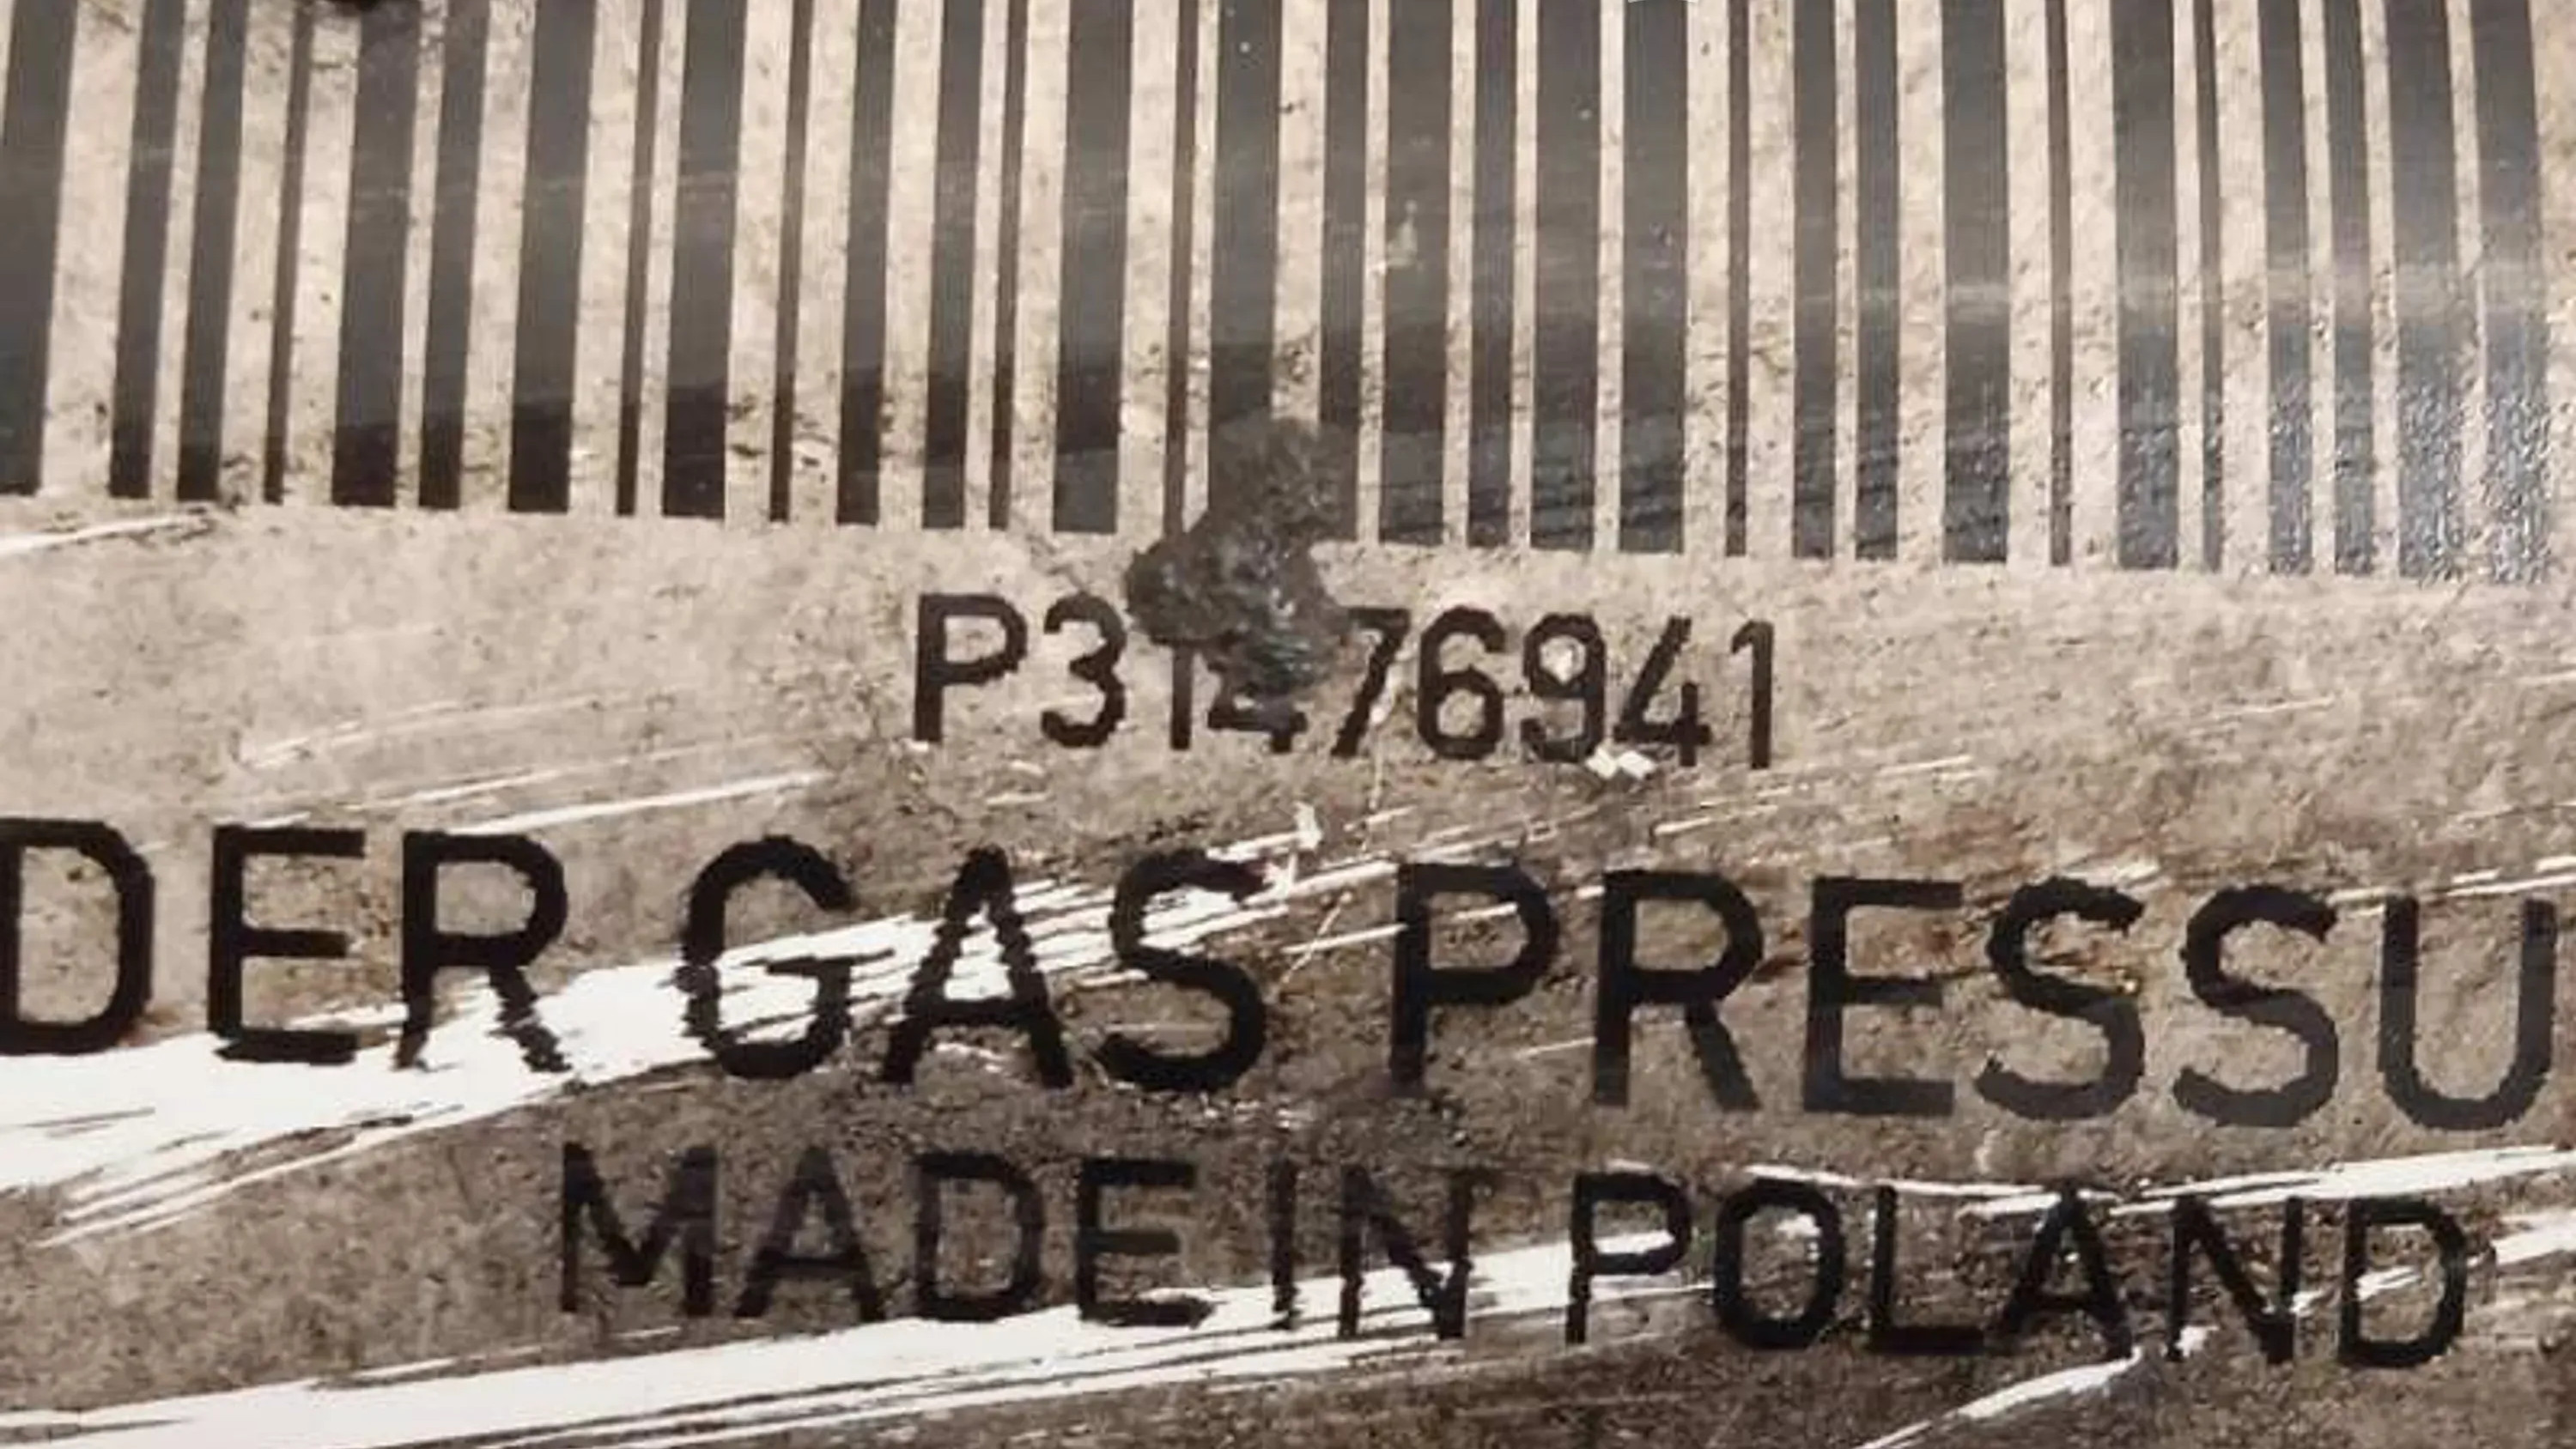 P31476941
DER GAS PRESSU
MADE IN POLAND